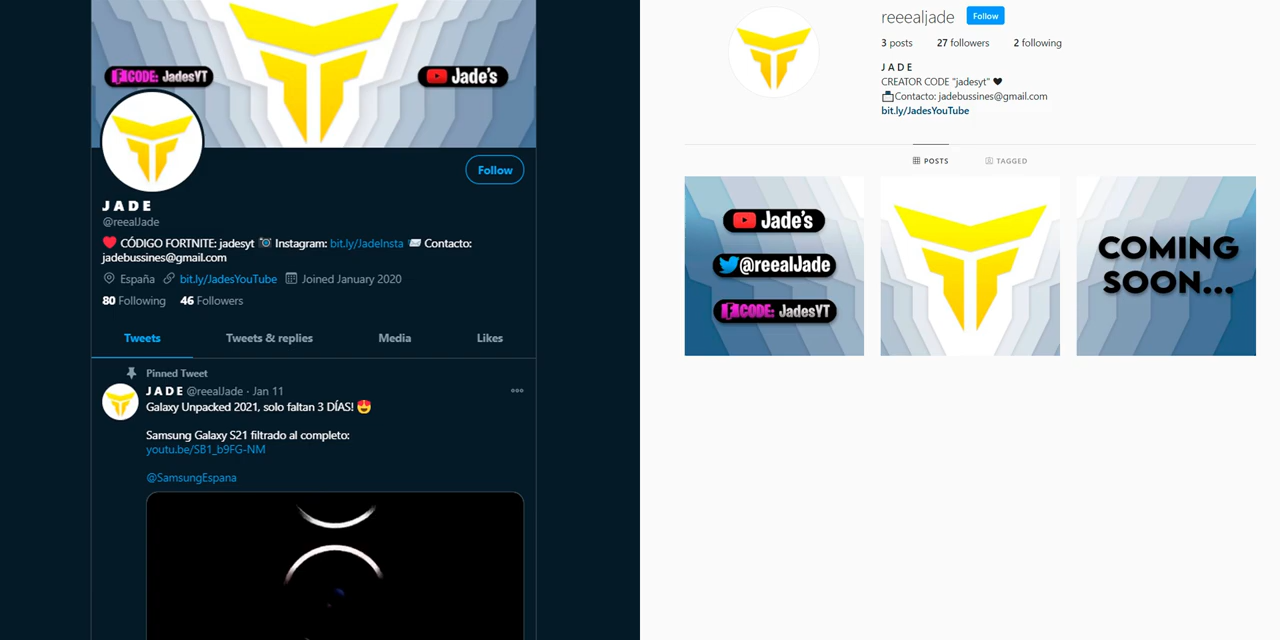 CODE: JadesYT
Jade's
Follow
JADE
@reealJade
❤️ CÓDIGO FORTNITE: jadesyt 📸 Instagram: bit.ly/JadeInsta 📨 Contacto:
jadebussines@gmail.com
España bit.ly/JadesYouTube Joined January 2020
80 Following 46 Followers
Tweets Tweets & replies Media Likes
Pinned Tweet
JADE @reealJade · Jan 11
Galaxy Unpacked 2021, solo faltan 3 DÍAS! 😍
Samsung Galaxy S21 filtrado al completo:
youtu.be/SB1_b9FG-NM
@SamsungEspana
reeealjade Follow
3 posts 27 followers 2 following
JADE
CREATOR CODE "jadesyt" 🖤
📩Contacto: jadebussines@gmail.com
bit.ly/JadesYouTube
POSTS TAGGED
Jade's
@reealJade
CODE: JadesYT
COMING
SOON...